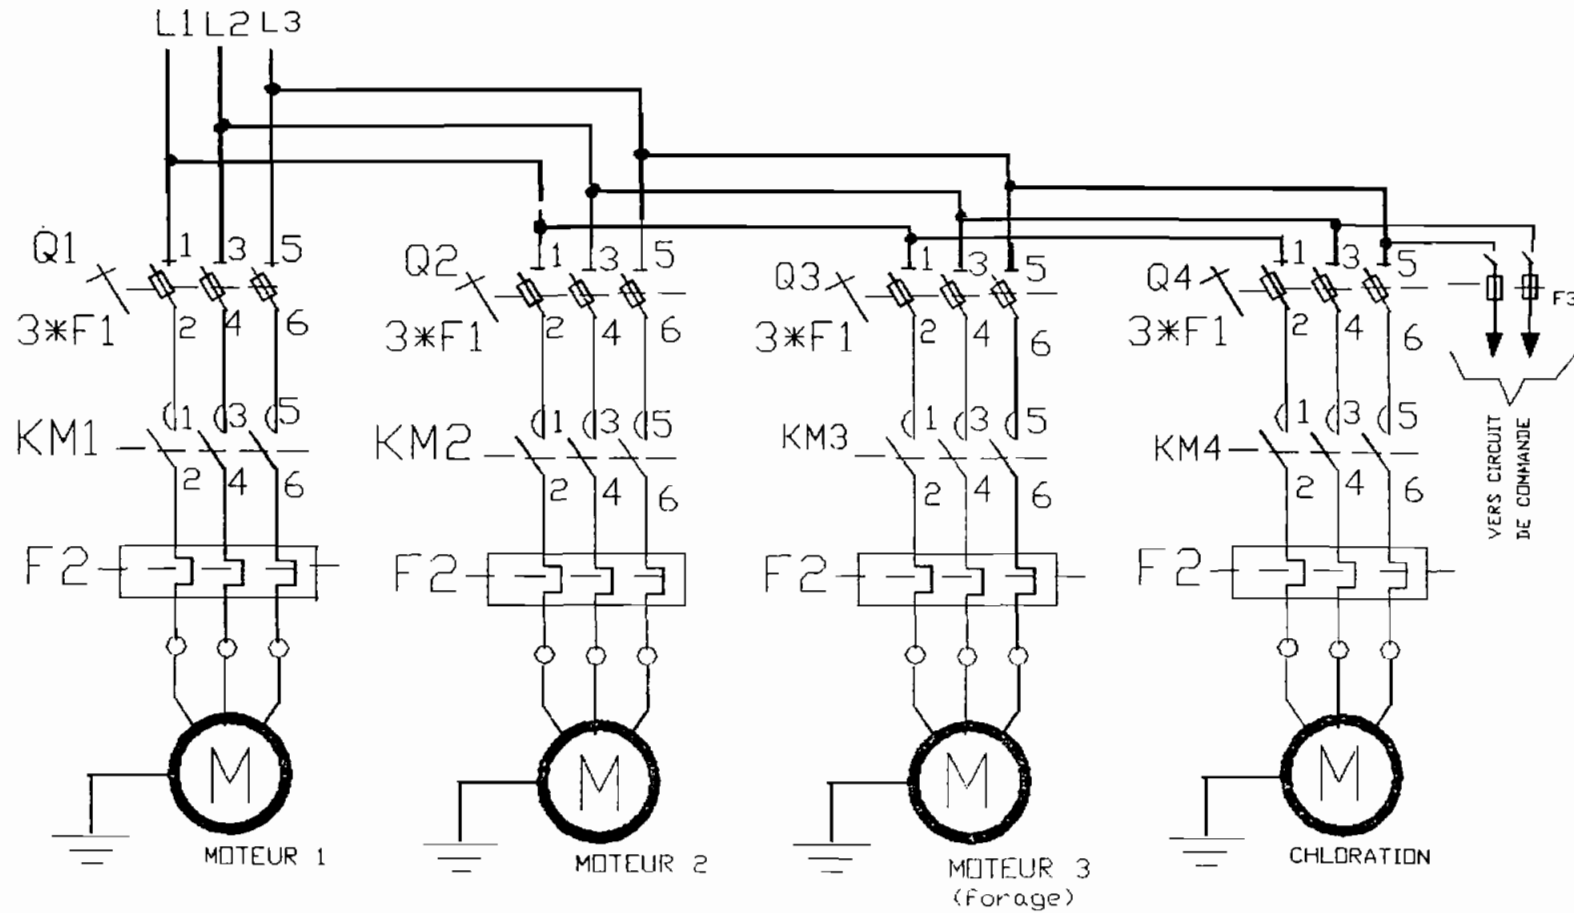 L1 L2 L3
Q1 1 3 5
3*F1 2 4 6
Q2 1 3 5
3*F1 2 4 6
Q3 1 3 5
3*F1 2 4 6
Q4 1 3 5
3*F1 2 4 6
F3
KM1 1 3 5
2 4 6
KM2 1 3 5
2 4 6
KM3 1 3 5
2 4 6
KM4 1 3 5
2 4 6
VERS CIRCUIT
DE COMMANDE
F2
F2
F2
F2
M
M
M
M
MOTEUR 1
MOTEUR 2
MOTEUR 3
(forage)
CHLORATION